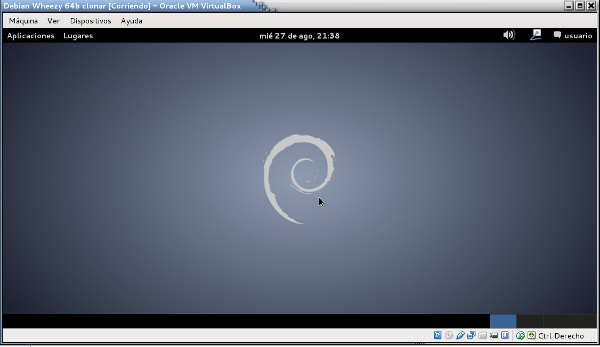 Debian Wheezy 64b clonar [Corriendo] - Oracle VM VirtualBox
Máquina Ver Dispositivos Ayuda
Aplicaciones Lugares mié 27 de ago, 21:38 usuario
Ctrl Derecho